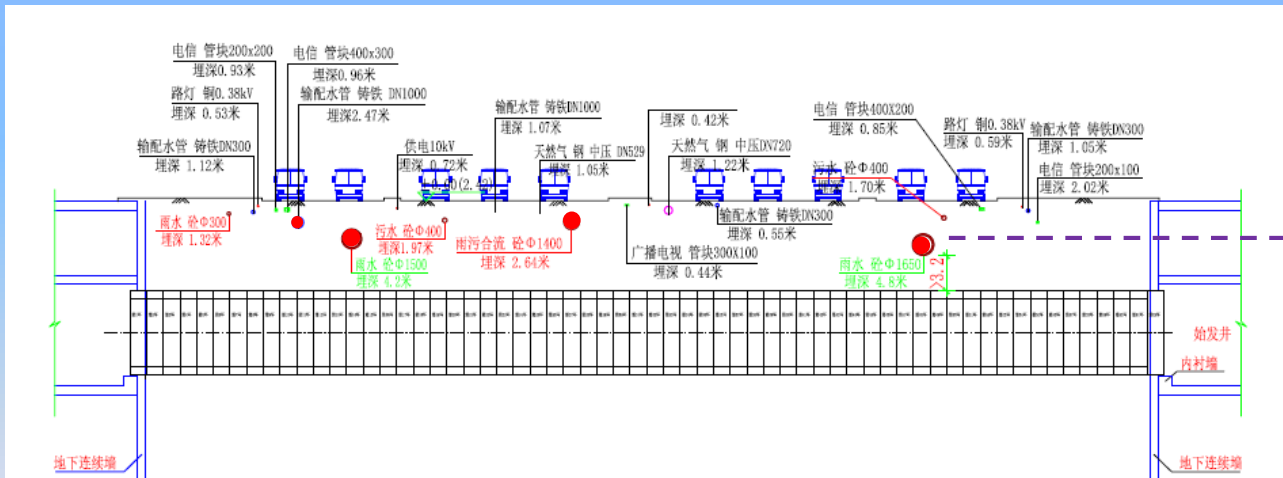 电信 管块200x200
埋深0.93米
电信 管块400x300
埋深0.96米
路灯 铜0.38kV
埋深 0.53米
输配水管 铸铁 DN1000
埋深2.47米
输配水管 铸铁DN300
埋深 1.12米
供电10kV
埋深 0.72米
±0.00(2.42)
输配水管 铸铁DN1000
埋深 1.07米
天然气 钢 中压 DN529
埋深 1.05米
埋深 0.42米
天然气 钢 中压DN720
埋深 1.22米
电信 管块400X200
埋深 0.85米
污水 砼Φ400
埋深 1.70米
路灯 铜0.38kV
埋深 0.59米
输配水管 铸铁DN300
埋深 1.05米
电信 管块200x100
埋深 2.02米
雨水 砼Φ300
埋深 1.32米
污水 砼Φ400
埋深1.97米
雨水 砼Φ1500
埋深 4.2米
雨污合流 砼Φ1400
埋深 2.64米
输配水管 铸铁DN300
埋深 0.55米
广播电视 管块300X100
埋深 0.44米
雨水 砼Φ1650
埋深 4.8米
>3.2
始发井
内衬墙
地下连续墙
地下连续墙